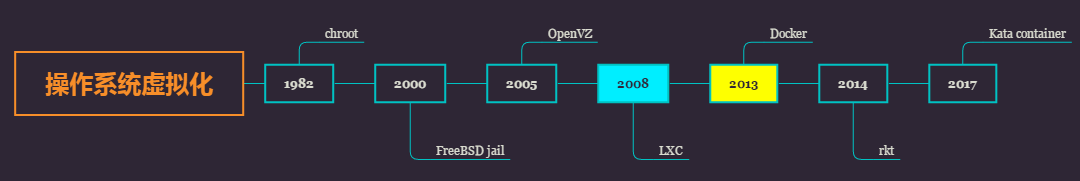 操作系统虚拟化
1982
chroot
2000
FreeBSD jail
2005
OpenVZ
2008
LXC
2013
Docker
2014
rkt
2017
Kata container